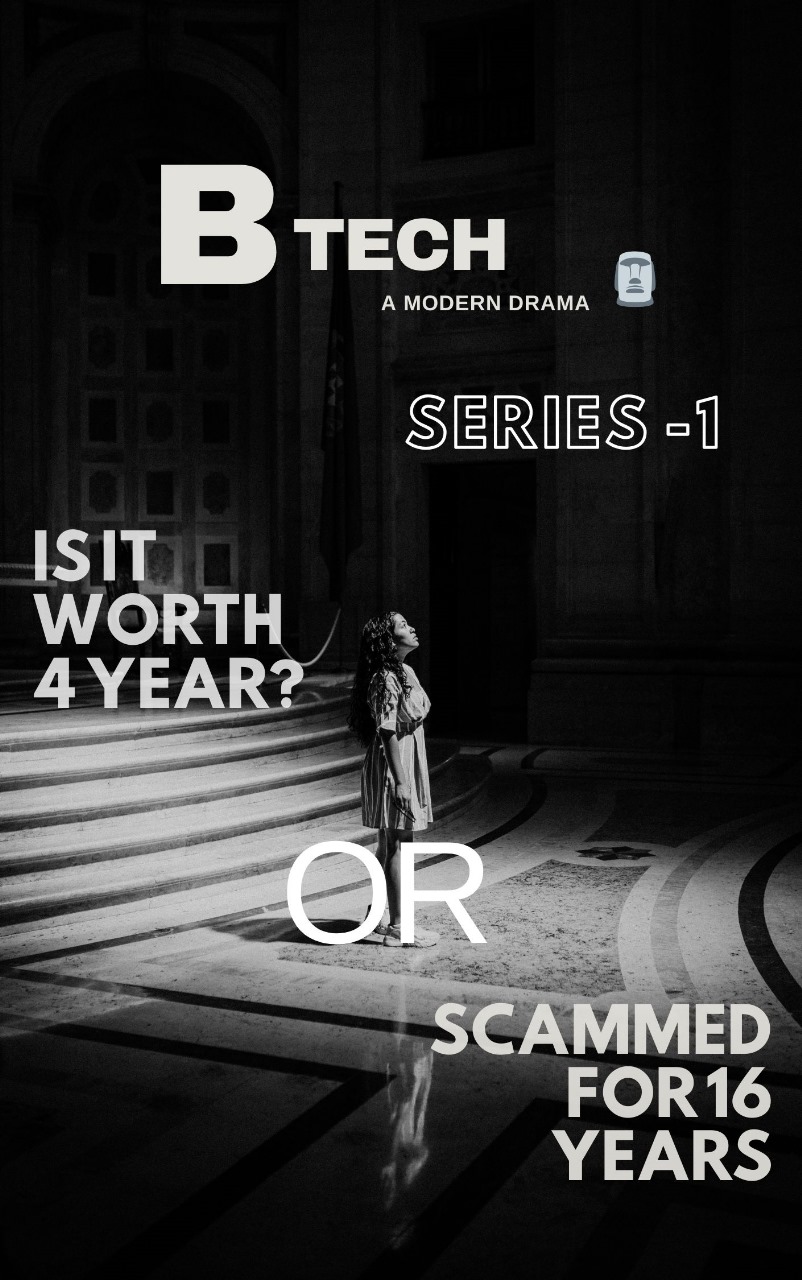 B TECH
A MODERN DRAMA
SERIES -1
IS IT
WORTH
4 YEAR?
OR
SCAMMED
FOR 16
YEARS